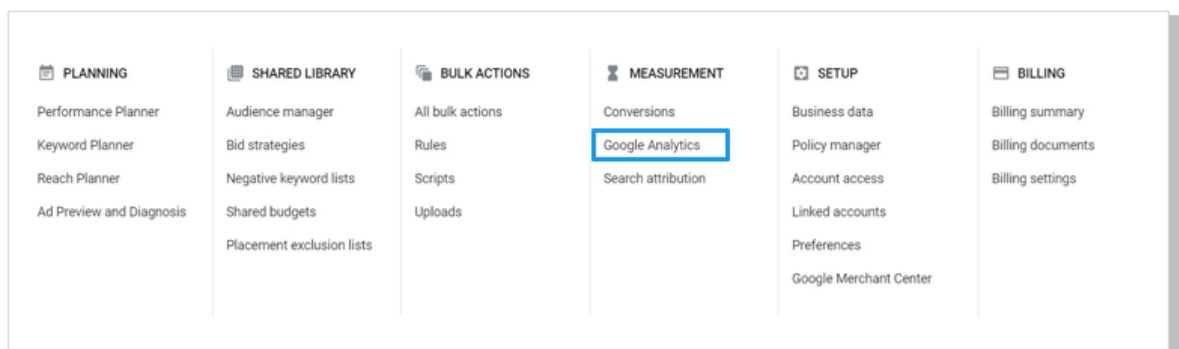 PLANNING
Performance Planner
Keyword Planner
Reach Planner
Ad Preview and Diagnosis
SHARED LIBRARY
Audience manager
Bid strategies
Negative keyword lists
Shared budgets
Placement exclusion lists
BULK ACTIONS
All bulk actions
Rules
Scripts
Uploads
MEASUREMENT
Conversions
Google Analytics
Search attribution
SETUP
Business data
Policy manager
Account access
Linked accounts
Preferences
Google Merchant Center
BILLING
Billing summary
Billing documents
Billing settings